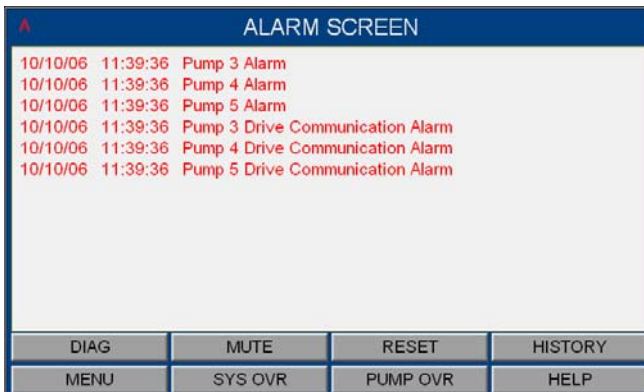 A ALARM SCREEN
10/10/06 11:39:36 Pump 3 Alarm
10/10/06 11:39:36 Pump 4 Alarm
10/10/06 11:39:36 Pump 5 Alarm
10/10/06 11:39:36 Pump 3 Drive Communication Alarm
10/10/06 11:39:36 Pump 4 Drive Communication Alarm
10/10/06 11:39:36 Pump 5 Drive Communication Alarm
DIAG MUTE RESET HISTORY
MENU SYS OVR PUMP OVR HELP